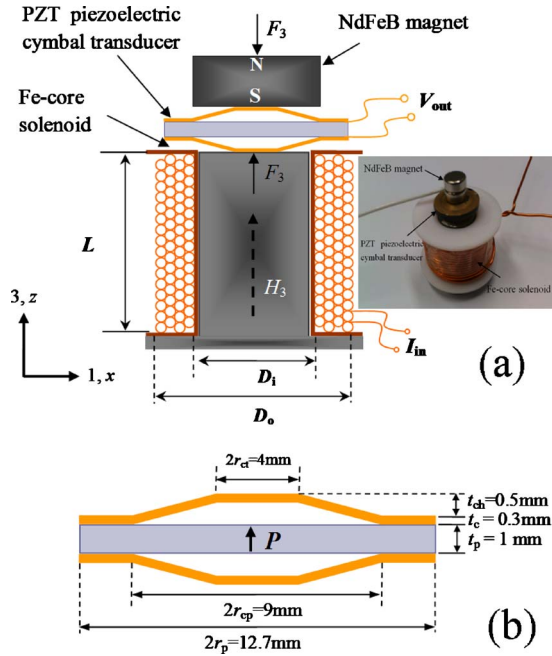 PZT piezoelectric
cymbal transducer
F3
NdFeB magnet
N
S
Fe-core
solenoid
Vout
F3
L
H3
NdFeB magnet
PZT piezoelectric
cymbal transducer
Fe-core solenoid
3, z
1, x
Di
Do
Iin
(a)
2rct=4mm
tch=0.5mm
tc = 0.3mm
tp = 1 mm
P
2rcp=9mm
2rp=12.7mm
(b)